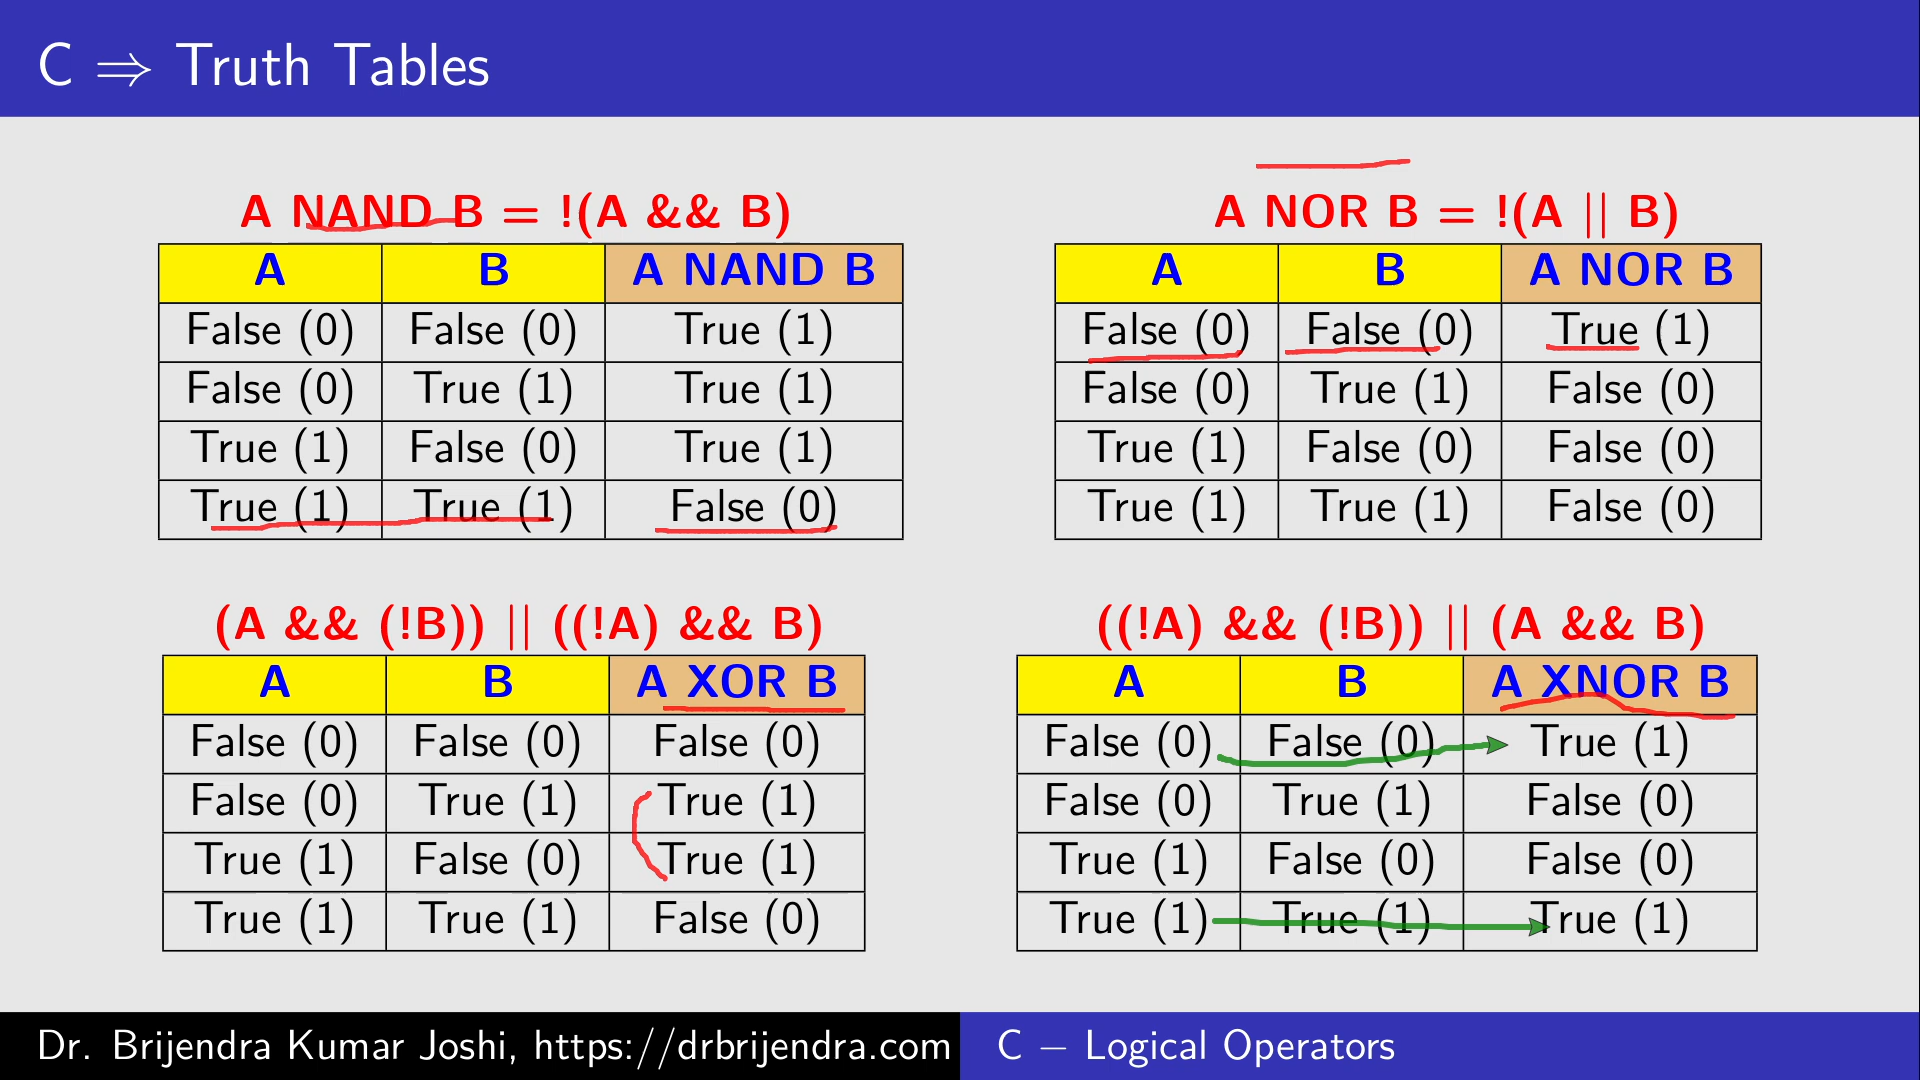 C ⇒ Truth Tables
A NAND B = !(A && B)
A B A NAND B
False (0) False (0) True (1)
False (0) True (1) True (1)
True (1) False (0) True (1)
True (1) True (1) False (0)
A NOR B = !(A || B)
A B A NOR B
False (0) False (0) True (1)
False (0) True (1) False (0)
True (1) False (0) False (0)
True (1) True (1) False (0)
(A && (!B)) || ((!A) && B)
A B A XOR B
False (0) False (0) False (0)
False (0) True (1) True (1)
True (1) False (0) True (1)
True (1) True (1) False (0)
((!A) && (!B)) || (A && B)
A B A XNOR B
False (0) False (0) True (1)
False (0) True (1) False (0)
True (1) False (0) False (0)
True (1) True (1) True (1)
Dr. Brijendra Kumar Joshi, https://drbrijendra.com
C – Logical Operators